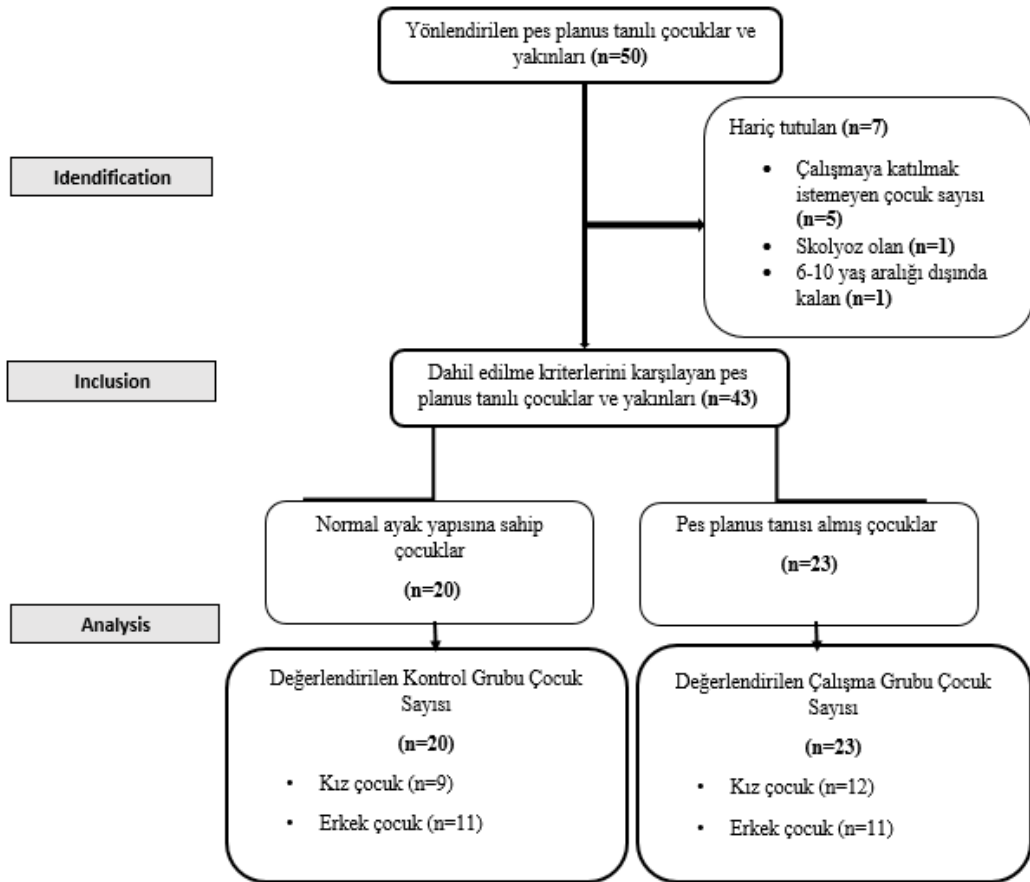 Yönlendirilen pes planus tanılı çocuklar ve
yakınları (n=50)
Hariç tutulan (n=7)
• Çalışmaya katılmak
istemeyen çocuk sayısı
(n=5)
• Skolyoz olan (n=1)
• 6-10 yaş aralığı dışında
kalan (n=1)
Idendification
Inclusion
Dahil edilme kriterlerini karşılayan pes
planus tanılı çocuklar ve yakınları (n=43)
Normal ayak yapısına sahip
çocuklar
(n=20)
Pes planus tanısı almış çocuklar
(n=23)
Analysis
Değerlendirilen Kontrol Grubu Çocuk
Sayısı
(n=20)
• Kız çocuk (n=9)
• Erkek çocuk (n=11)
Değerlendirilen Çalışma Grubu Çocuk
Sayısı
(n=23)
• Kız çocuk (n=12)
• Erkek çocuk (n=11)